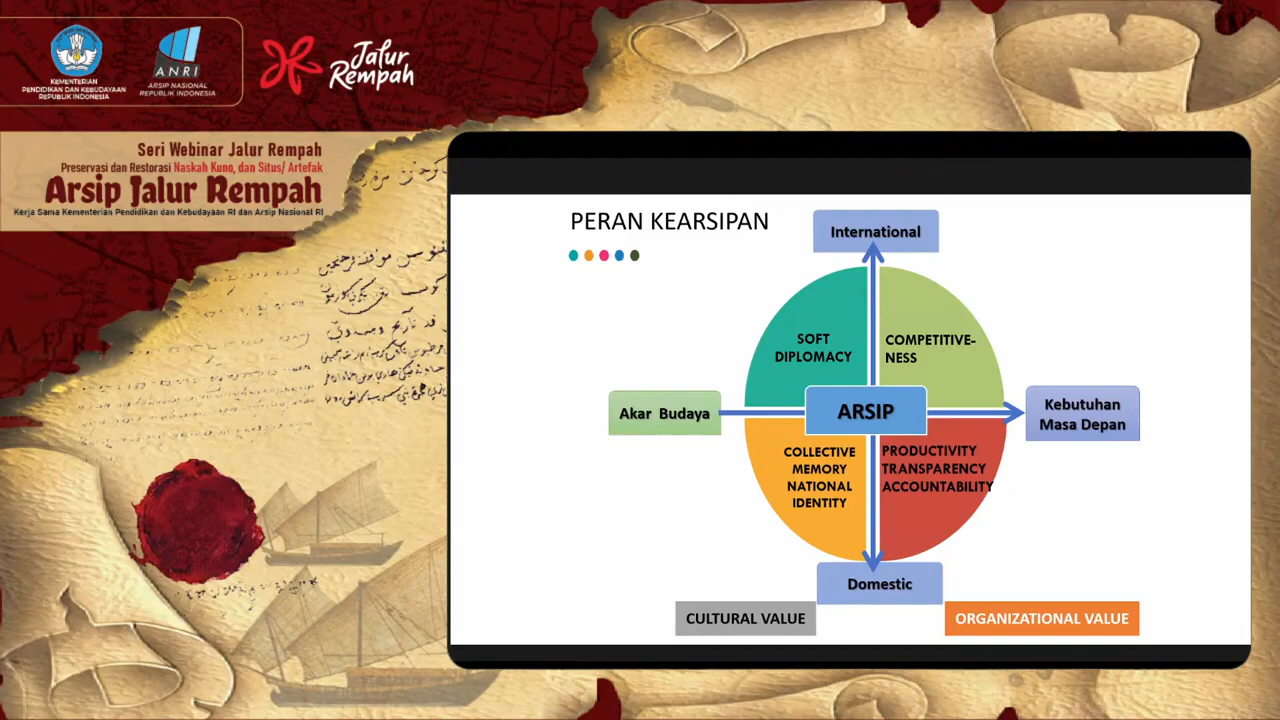 KEMENTERIAN
PENDIDIKAN DAN KEBUDAYAAN
REPUBLIK INDONESIA
ANRI
ARSIP NASIONAL
REPUBLIK INDONESIA
Jalur
Rempah
Seri Webinar Jalur Rempah
Preservasi dan Restorasi Naskah Kuno, dan Situs/ Artefak
Arsip Jalur Rempah
Kerja Sama Kementerian Pendidikan dan Kebudayaan RI dan Arsip Nasional RI
PERAN KEARSIPAN
International
SOFT
DIPLOMACY
COMPETITIVE-
NESS
Akar Budaya
ARSIP
Kebutuhan
Masa Depan
COLLECTIVE
MEMORY
NATIONAL
IDENTITY
PRODUCTIVITY
TRANSPARENCY
ACCOUNTABILITY
Domestic
CULTURAL VALUE
ORGANIZATIONAL VALUE